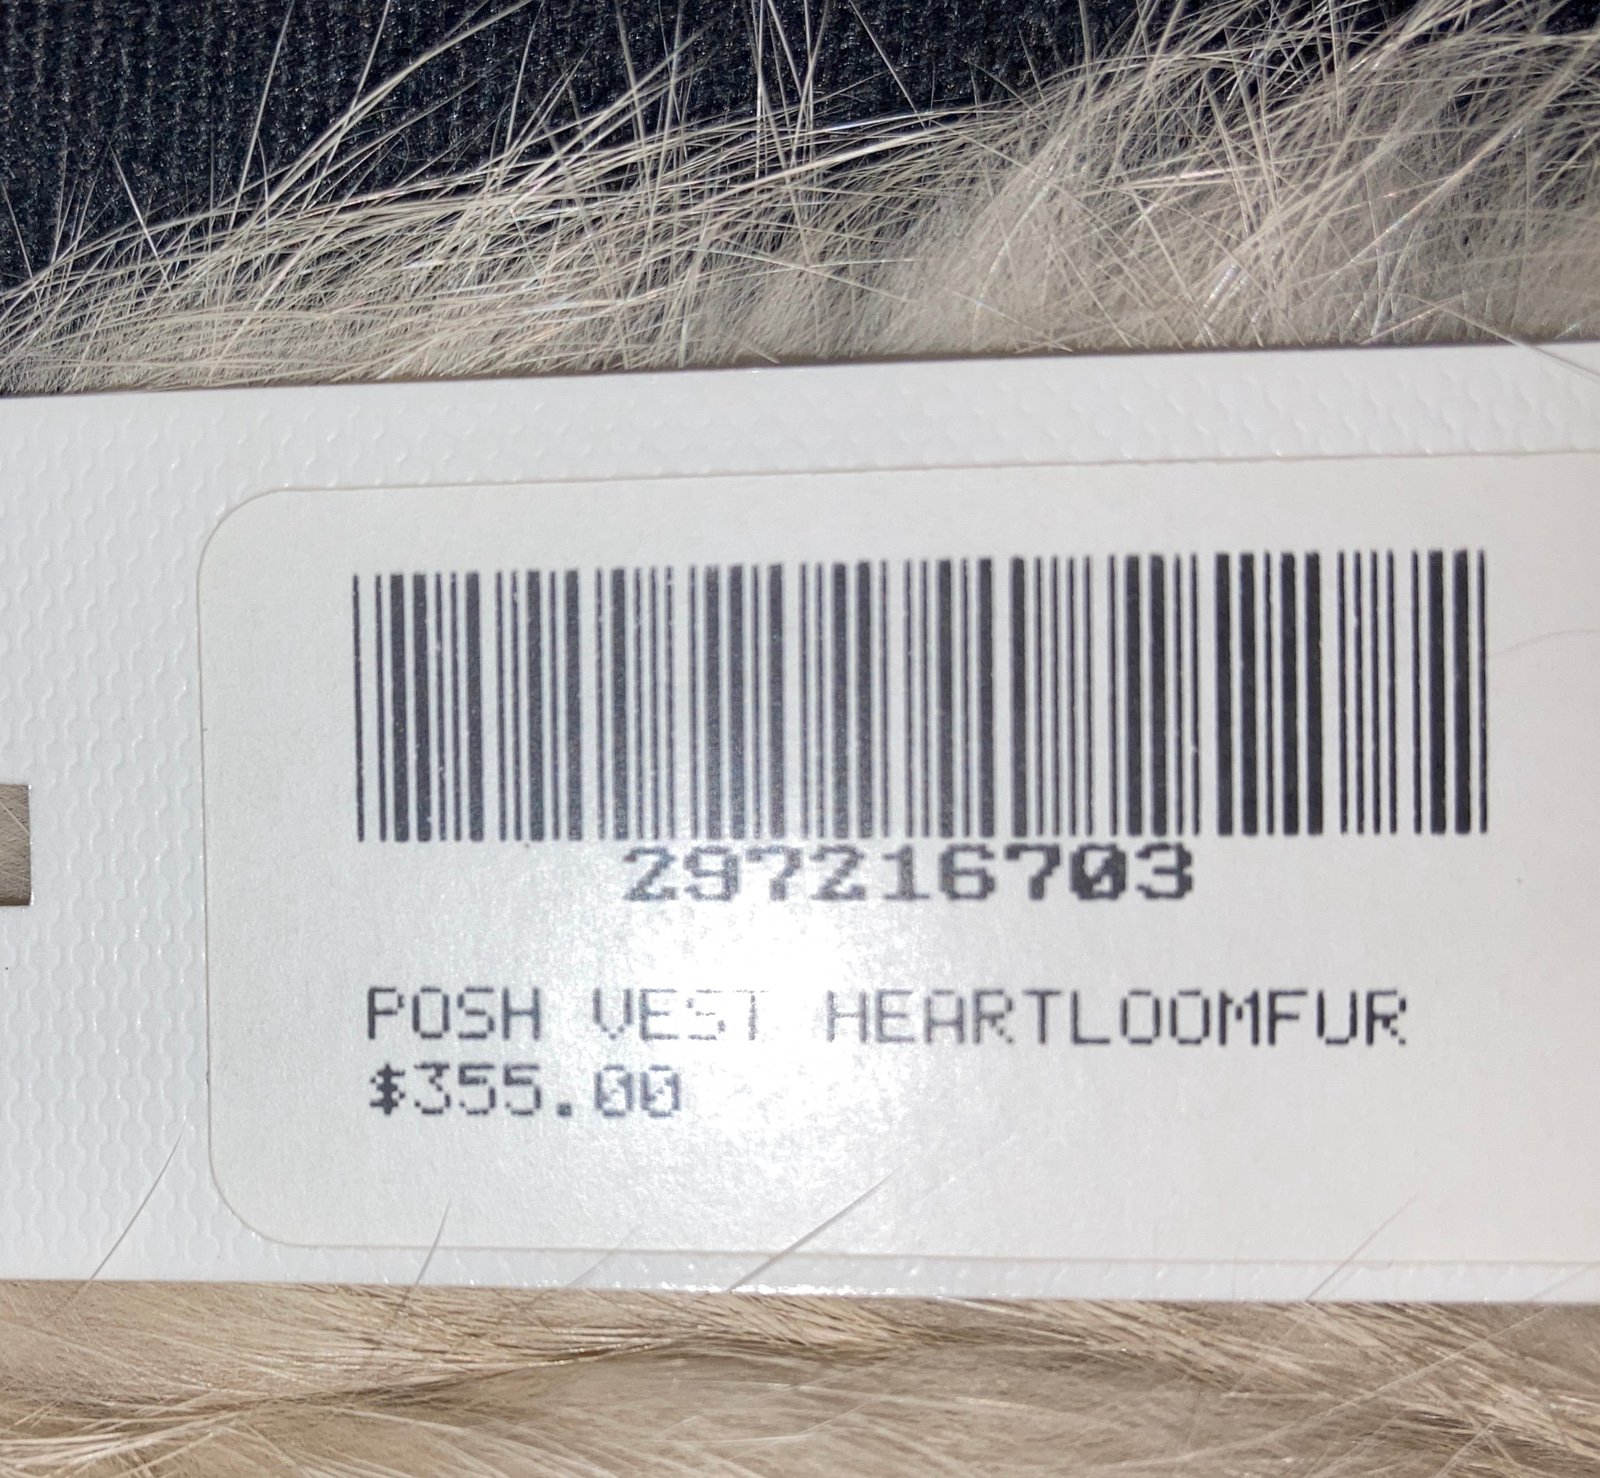 297216703
POSH VEST HEARTLOOMFUR
$355.00